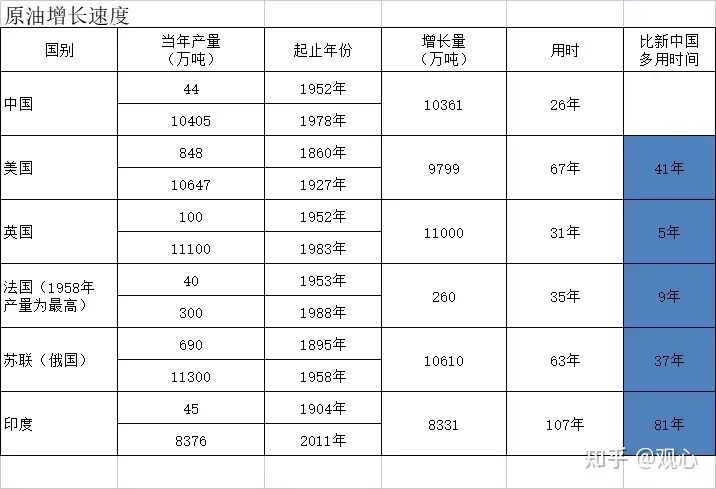 原油增长速度
国别 当年产量（万吨） 起止年份 增长量（万吨） 用时 比新中国多用时间
中国 44 1952年 10361 26年
10405 1978年
美国 848 1860年 9799 67年 41年
10647 1927年
英国 100 1952年 11000 31年 5年
11100 1983年
法国（1958年产量为最高） 40 1953年 260 35年 9年
300 1988年
苏联（俄国） 690 1895年 10610 63年 37年
11300 1958年
印度 45 1904年 8331 107年 81年
8376 2011年
知乎 @观心